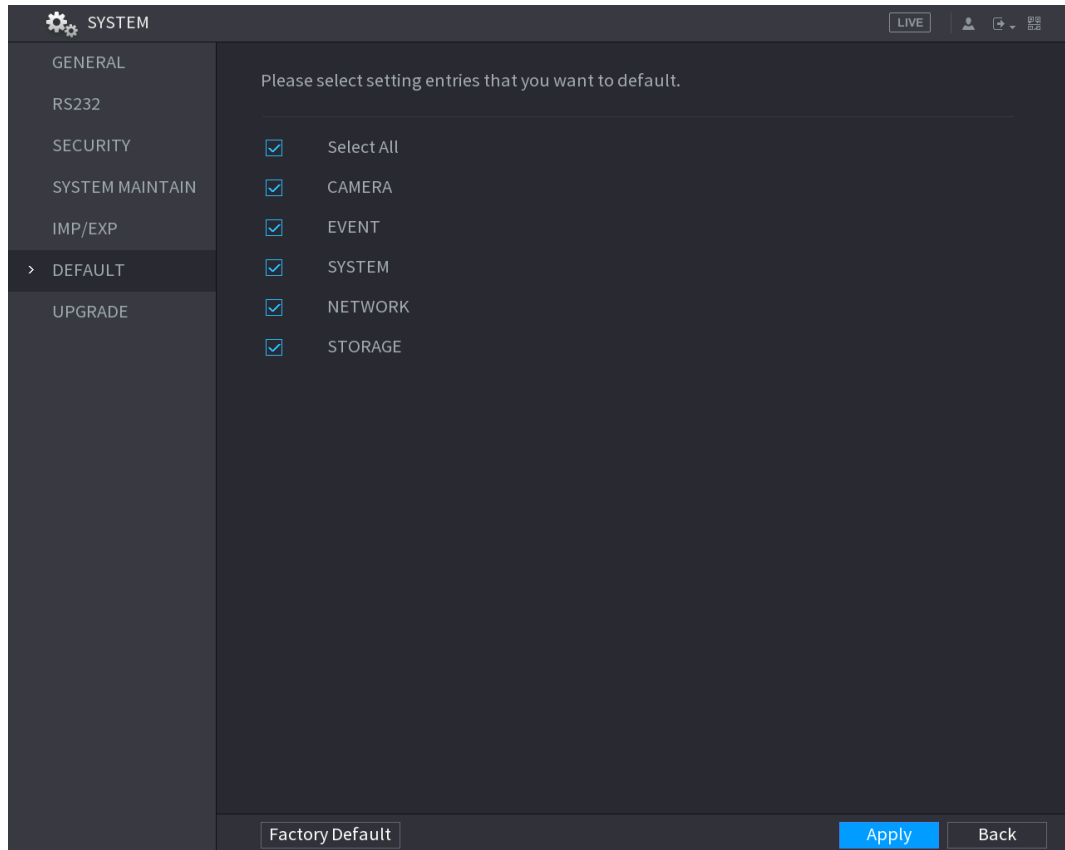 SYSTEM
LIVE
GENERAL
RS232
SECURITY
SYSTEM MAINTAIN
IMP/EXP
DEFAULT
UPGRADE
Please select setting entries that you want to default.
Select All
CAMERA
EVENT
SYSTEM
NETWORK
STORAGE
Factory Default
Apply
Back